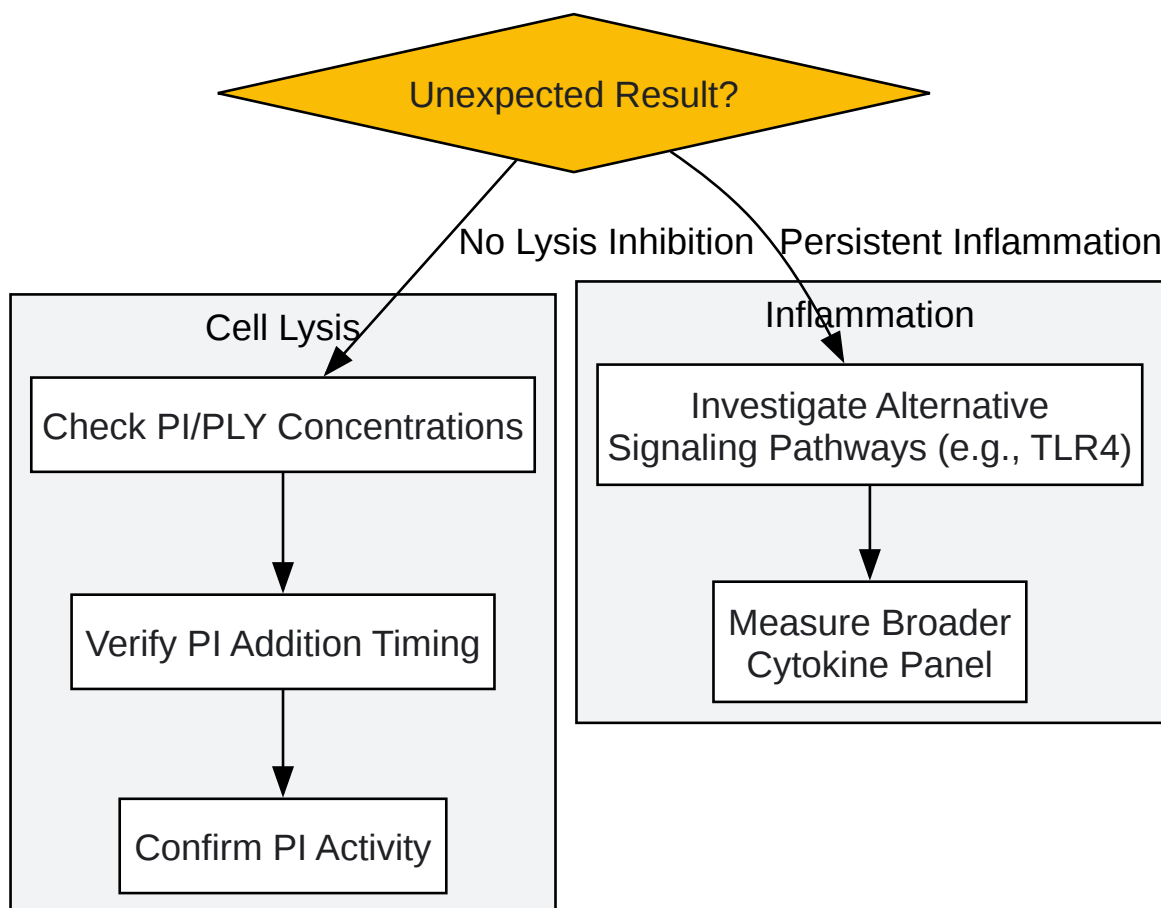 Unexpected Result?
No Lysis Inhibition
Persistent Inflammation
Cell Lysis
Check PI/PLY Concentrations
Verify PI Addition Timing
Confirm PI Activity
Inflammation
Investigate Alternative
Signaling Pathways (e.g., TLR4)
Measure Broader
Cytokine Panel